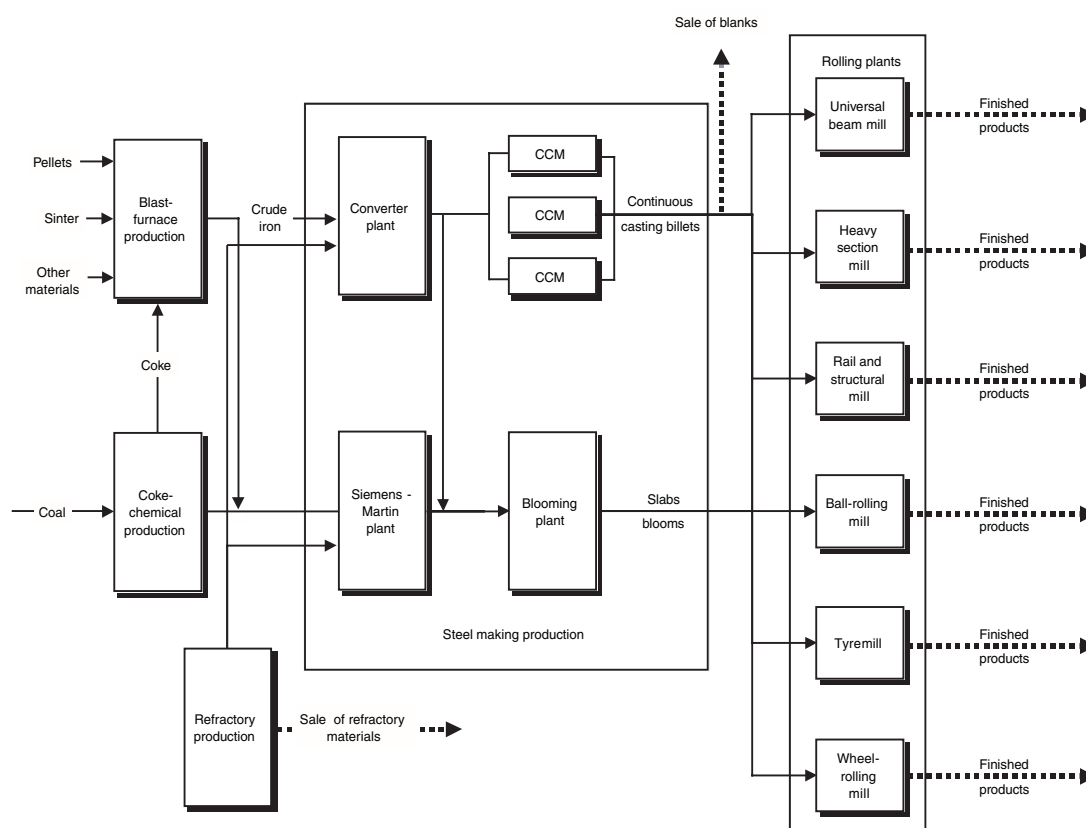 Sale of blanks
Rolling plants
Universal
beam mill
Finished
products
Pellets
Sinter
Other
materials
Blast-
furnace
production
Crude
iron
Converter
plant
CCM
CCM
CCM
Continuous
casting billets
Heavy
section
mill
Finished
products
Coke
Rail and
structural
mill
Finished
products
Coal
Coke-
chemical
production
Siemens -
Martin
plant
Blooming
plant
Slabs
blooms
Ball-rolling
mill
Finished
products
Steel making production
Tyremill
Finished
products
Refractory
production
Sale of refractory
materials
Wheel-
rolling
mill
Finished
products